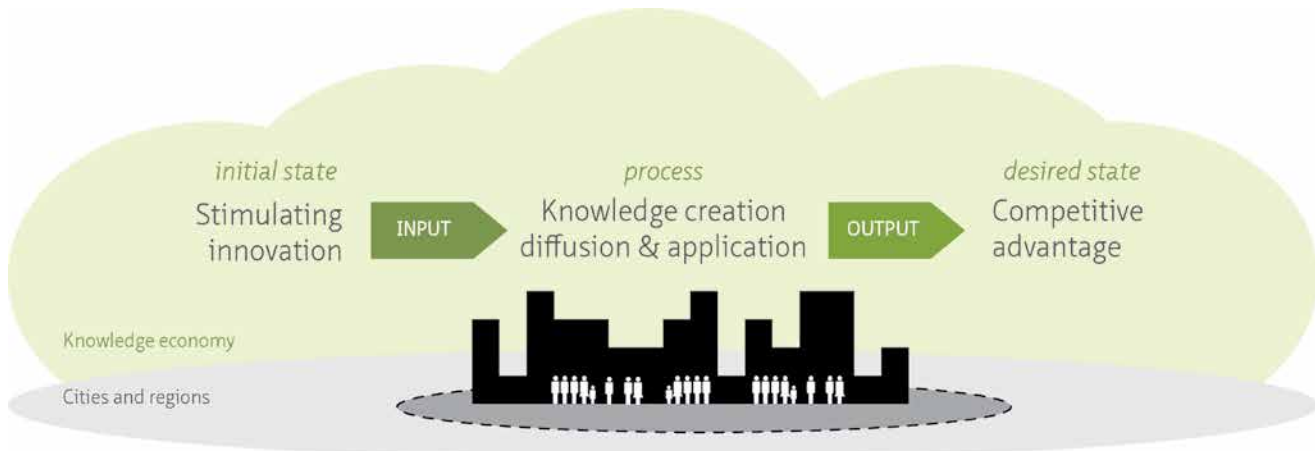 initial state
Stimulating
innovation
INPUT
process
Knowledge creation
diffusion & application
OUTPUT
desired state
Competitive
advantage
Knowledge economy
Cities and regions